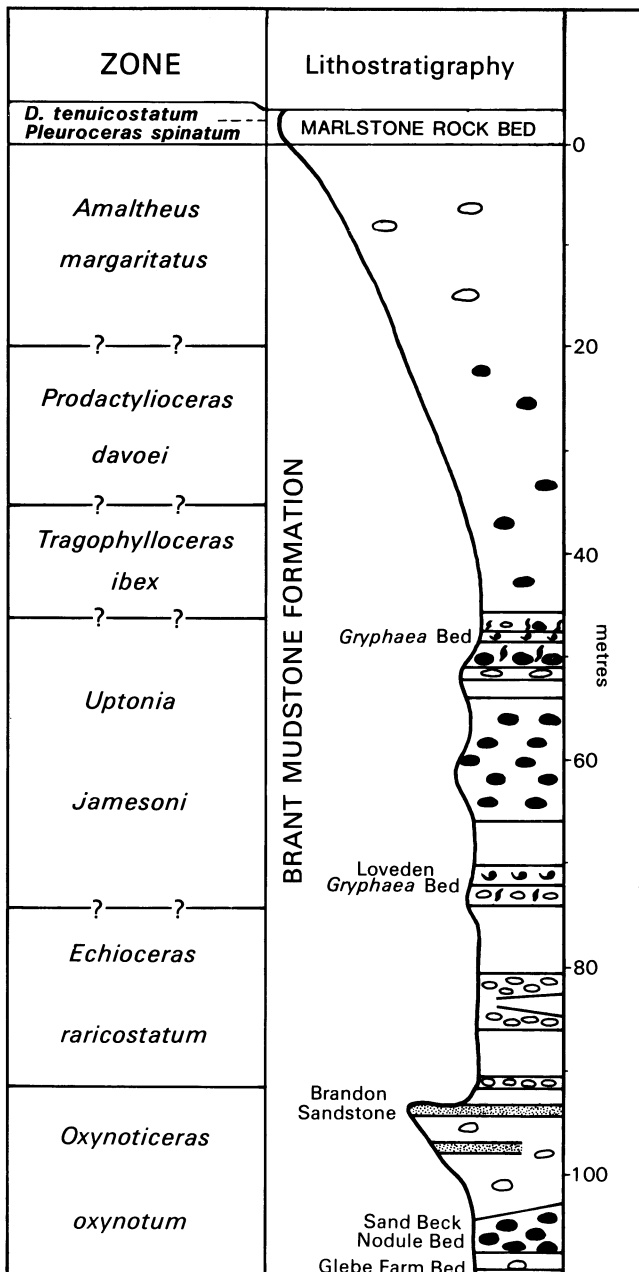 ZONE
Lithostratigraphy
D. tenuicostatum
Pleuroceras spinatum
MARLSTONE ROCK BED
0
Amaltheus
margaritatus
? ?
20
Prodactylioceras
davoei
? ?
Tragophylloceras
ibex
40
? ?
BRANT MUDSTONE FORMATION
Gryphaea Bed
metres
Uptonia
Jamesoni
60
Loveden
Gryphaea Bed
? ?
Echioceras
raricostatum
80
Brandon
Sandstone
Oxynoticeras
oxynotum
100
Sand Beck
Nodule Bed
Glebe Farm Bed